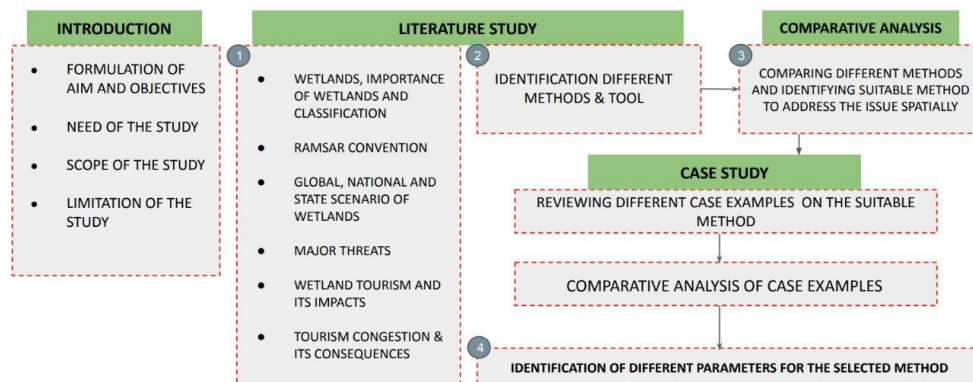 INTRODUCTION
FORMULATION OF
AIM AND OBJECTIVES
NEED OF THE STUDY
SCOPE OF THE STUDY
LIMITATION OF THE
STUDY
LITERATURE STUDY
1
WETLANDS, IMPORTANCE
OF WETLANDS AND
CLASSIFICATION
RAMSAR CONVENTION
GLOBAL, NATIONAL AND
STATE SCENARIO OF
WETLANDS
MAJOR THREATS
WETLAND TOURISM AND
ITS IMPACTS
TOURISM CONGESTION &
ITS CONSEQUENCES
2
IDENTIFICATION DIFFERENT
METHODS & TOOL
COMPARATIVE ANALYSIS
3
COMPARING DIFFERENT METHODS
AND IDENTIFYING SUITABLE METHOD
TO ADDRESS THE ISSUE SPATIALLY
CASE STUDY
REVIEWING DIFFERENT CASE EXAMPLES ON THE SUITABLE
METHOD
COMPARATIVE ANALYSIS OF CASE EXAMPLES
4
IDENTIFICATION OF DIFFERENT PARAMETERS FOR THE SELECTED METHOD